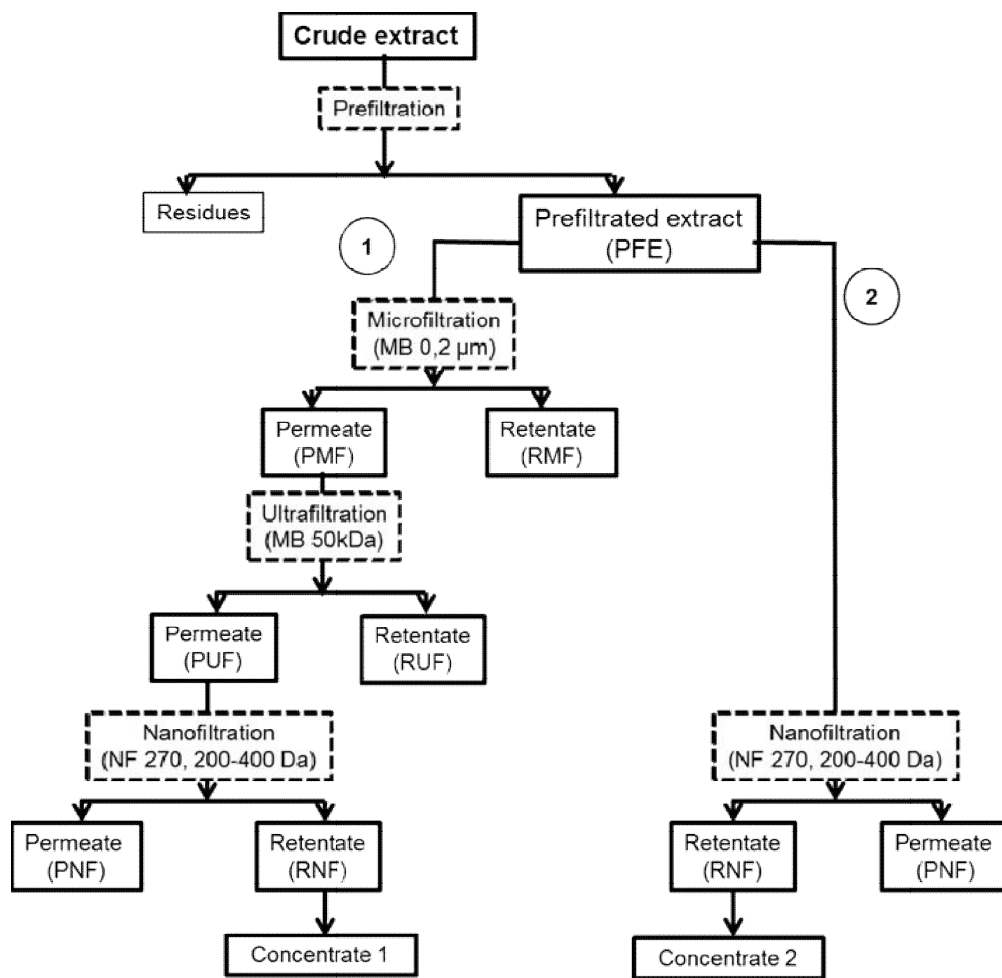 Crude extract
Prefiltration
Residues
Prefiltrated extract
(PFE)
1
2
Microfiltration
(MB 0,2 µm)
Permeate
(PMF)
Retentate
(RMF)
Ultrafiltration
(MB 50kDa)
Permeate
(PUF)
Retentate
(RUF)
Nanofiltration
(NF 270, 200-400 Da)
Nanofiltration
(NF 270, 200-400 Da)
Permeate
(PNF)
Retentate
(RNF)
Retentate
(RNF)
Permeate
(PNF)
Concentrate 1
Concentrate 2